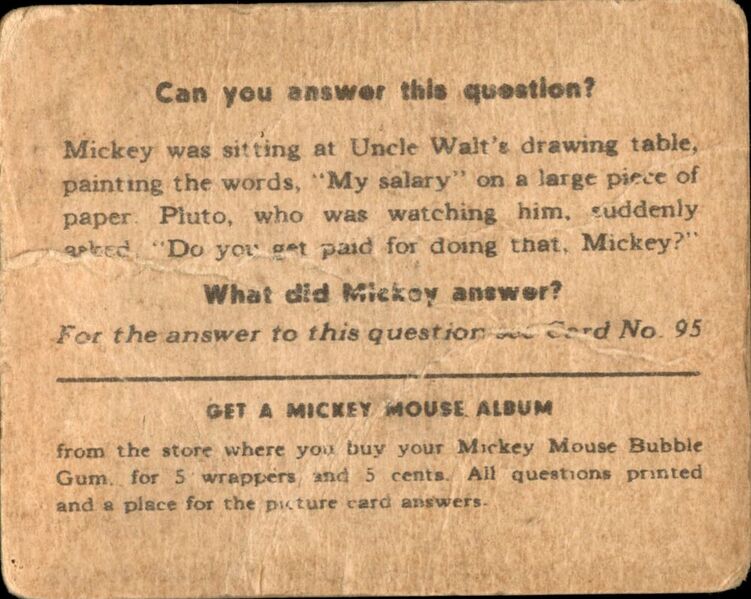 Can you answer this question?
Mickey was sitting at Uncle Walt's drawing table,
painting the words, "My salary" on a large piece of
paper. Pluto, who was watching him, suddenly
asked, "Do you get paid for doing that, Mickey?"
What did Mickey answer?
For the answer to this question see Card No. 95
GET A MICKEY MOUSE ALBUM
from the store where you buy your Mickey Mouse Bubble
Gum, for 5 wrappers and 5 cents. All questions printed
and a place for the picture card answers.